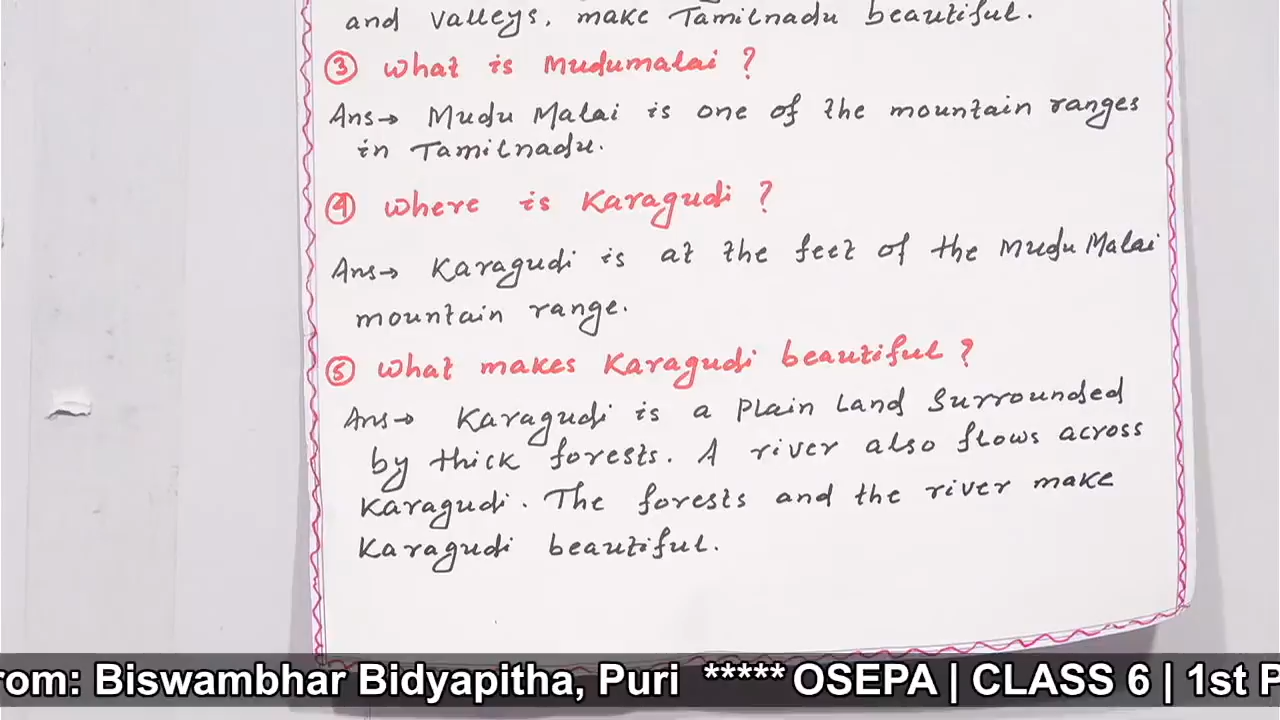 and valleys, make Tamilnadu beautiful.
③ What is Mudumalai ?
Ans→ Mudu Malai is one of the mountain ranges
in Tamilnadu.
④ Where is Karagudi ?
Ans→ Karagudi is at the feet of the Mudu Malai
mountain range.
⑤ What makes Karagudi beautiful ?
Ans→ Karagudi is a plain land surrounded
by thick forests. A river also flows across
Karagudi. The forests and the river make
Karagudi beautiful.
rom: Biswambhar Bidyapitha, Puri ***** OSEPA | CLASS 6 | 1st P